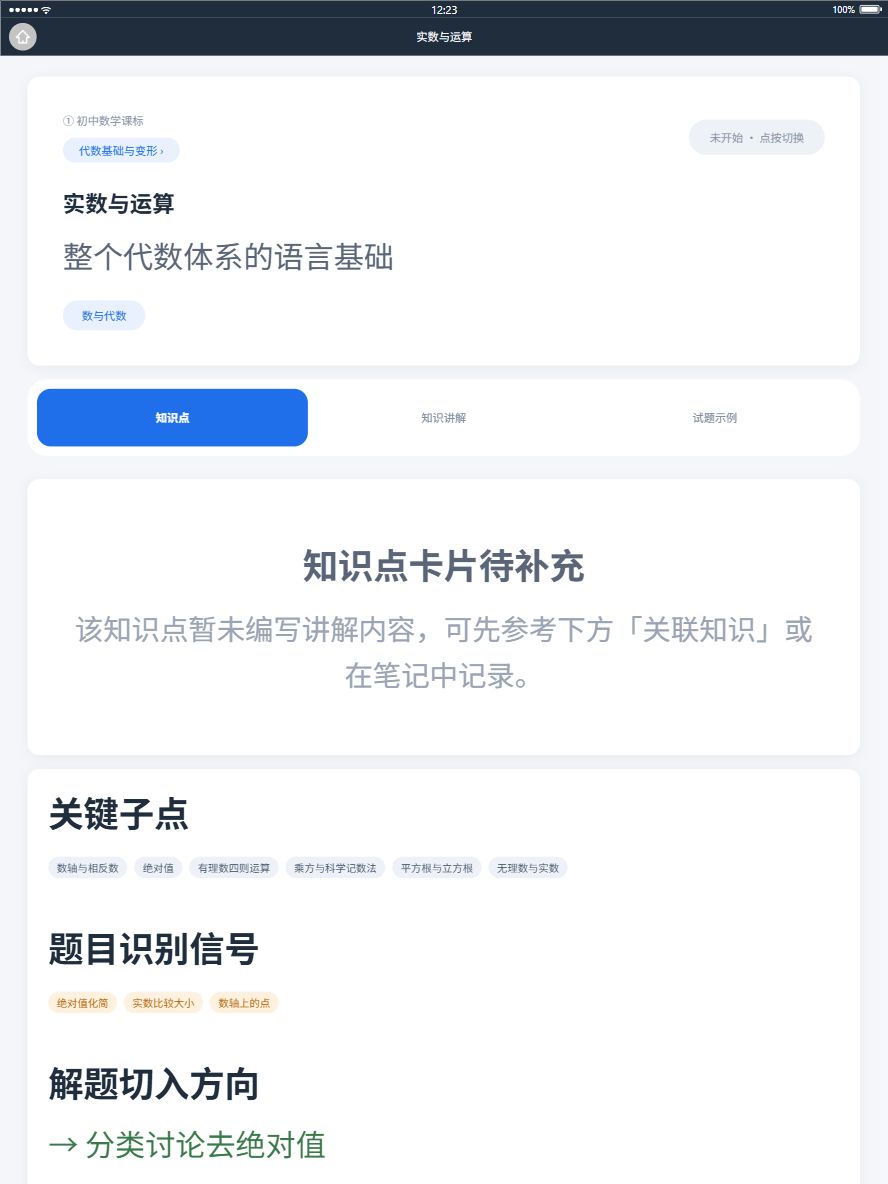 12:23
100%
实数与运算
① 初中数学课标
代数基础与变形 ›
未开始 · 点按切换
实数与运算
整个代数体系的语言基础
数与代数
知识点 知识讲解 试题示例
知识点卡片待补充
该知识点暂未编写讲解内容，可先参考下方「关联知识」或
在笔记中记录。
关键子点
数轴与相反数 绝对值 有理数四则运算 乘方与科学记数法 平方根与立方根 无理数与实数
题目识别信号
绝对值化简 实数比较大小 数轴上的点
解题切入方向
→ 分类讨论去绝对值